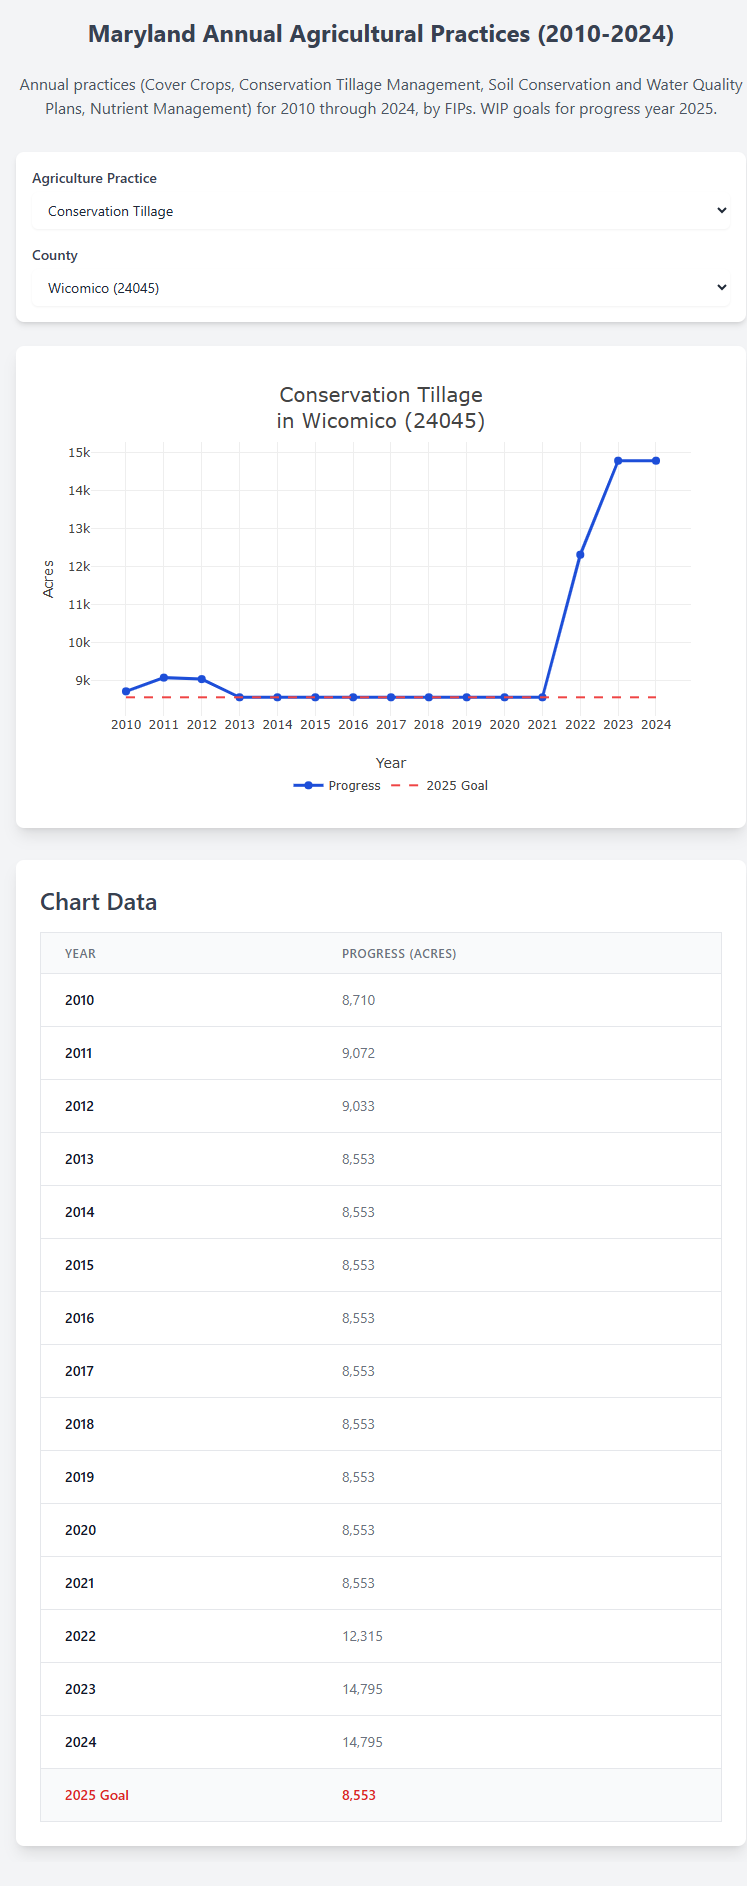 Maryland Annual Agricultural Practices (2010-2024)
Annual practices (Cover Crops, Conservation Tillage Management, Soil Conservation and Water Quality
Plans, Nutrient Management) for 2010 through 2024, by FIPs. WIP goals for progress year 2025.
Agriculture Practice
Conservation Tillage
County
Wicomico (24045)
Conservation Tillage
in Wicomico (24045)
15k
14k
13k
12k
11k
10k
9k
Acres
2010 2011 2012 2013 2014 2015 2016 2017 2018 2019 2020 2021 2022 2023 2024
Year
Progress 2025 Goal
Chart Data
YEAR PROGRESS (ACRES)
2010 8,710
2011 9,072
2012 9,033
2013 8,553
2014 8,553
2015 8,553
2016 8,553
2017 8,553
2018 8,553
2019 8,553
2020 8,553
2021 8,553
2022 12,315
2023 14,795
2024 14,795
2025 Goal 8,553